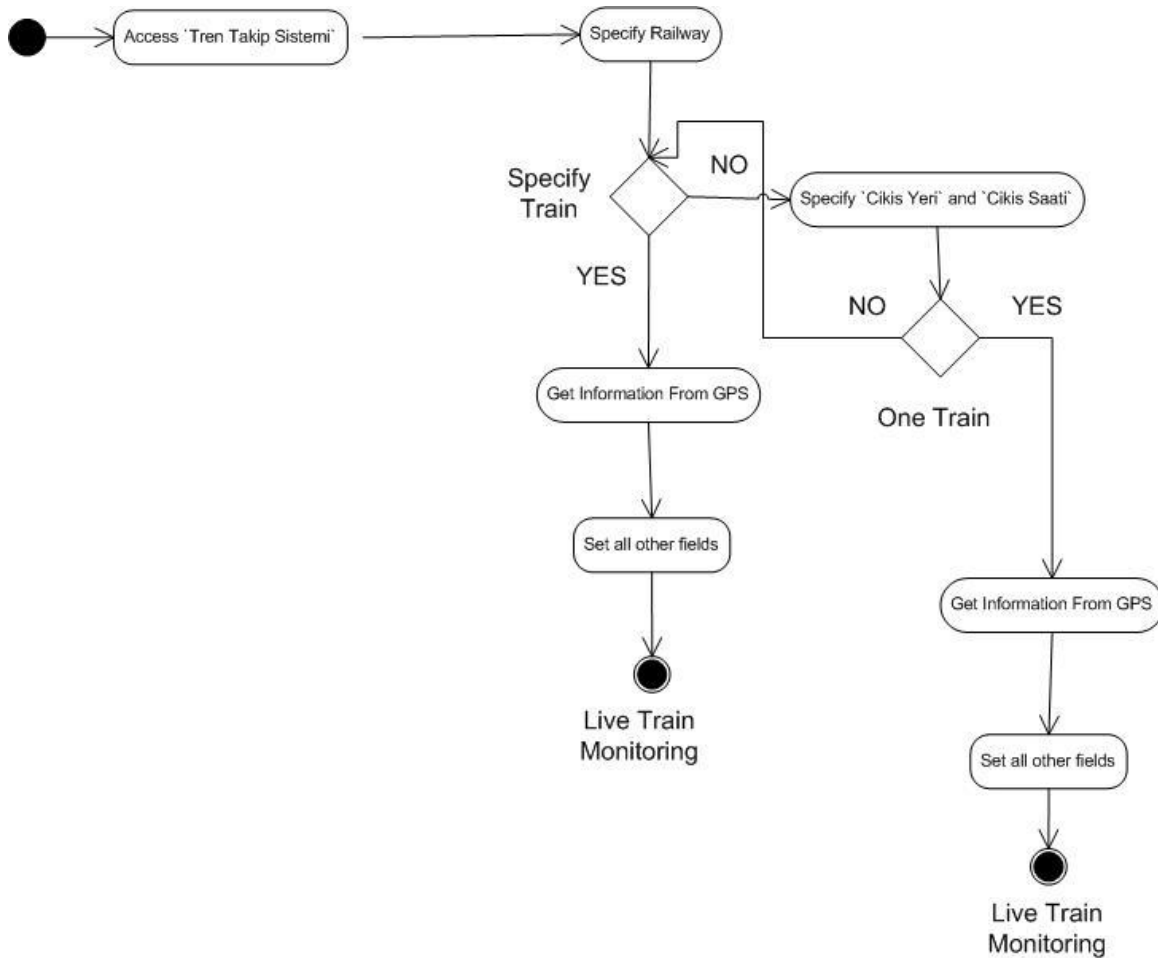 Access `Tren Takip Sistemi`
Specify Railway
Specify
Train
NO
Specify `Cikis Yeri` and `Cikis Saati`
YES
NO
YES
Get Information From GPS
One Train
Set all other fields
Get Information From GPS
Live Train
Monitoring
Set all other fields
Live Train
Monitoring